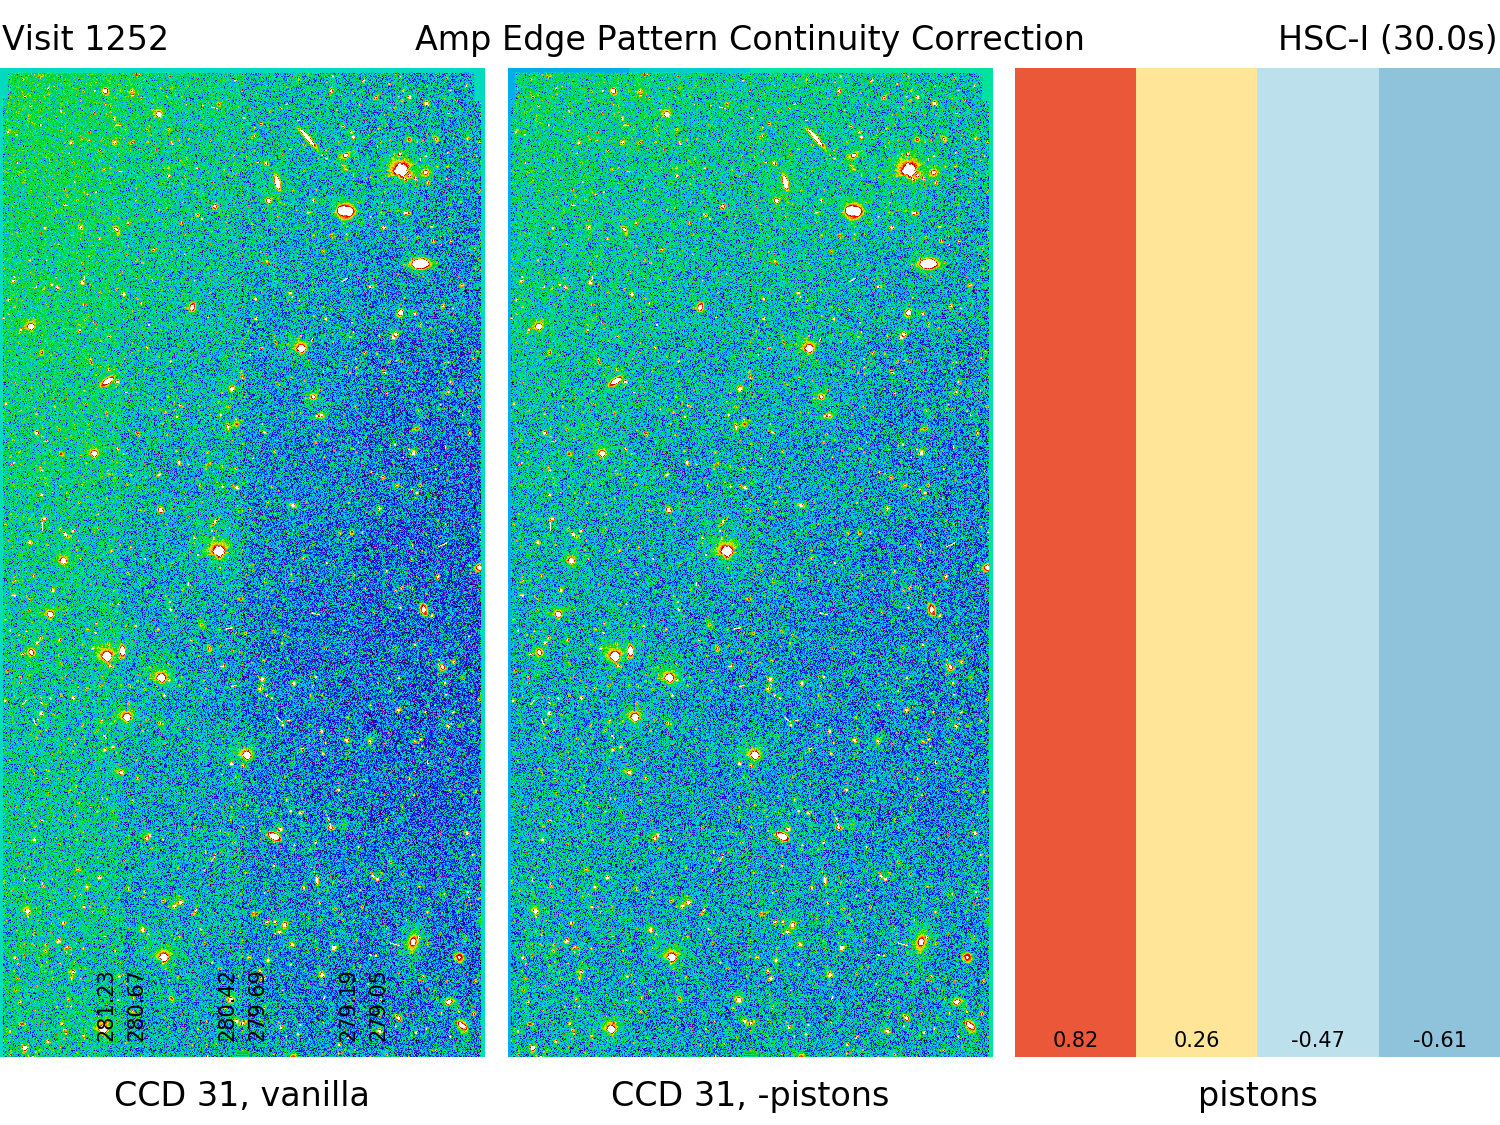 Visit 1252
Amp Edge Pattern Continuity Correction
HSC-I (30.0s)
281.23
280.67
280.42
279.69
279.19
279.05
0.82
0.26
-0.47
-0.61
CCD 31, vanilla
CCD 31, -pistons
pistons